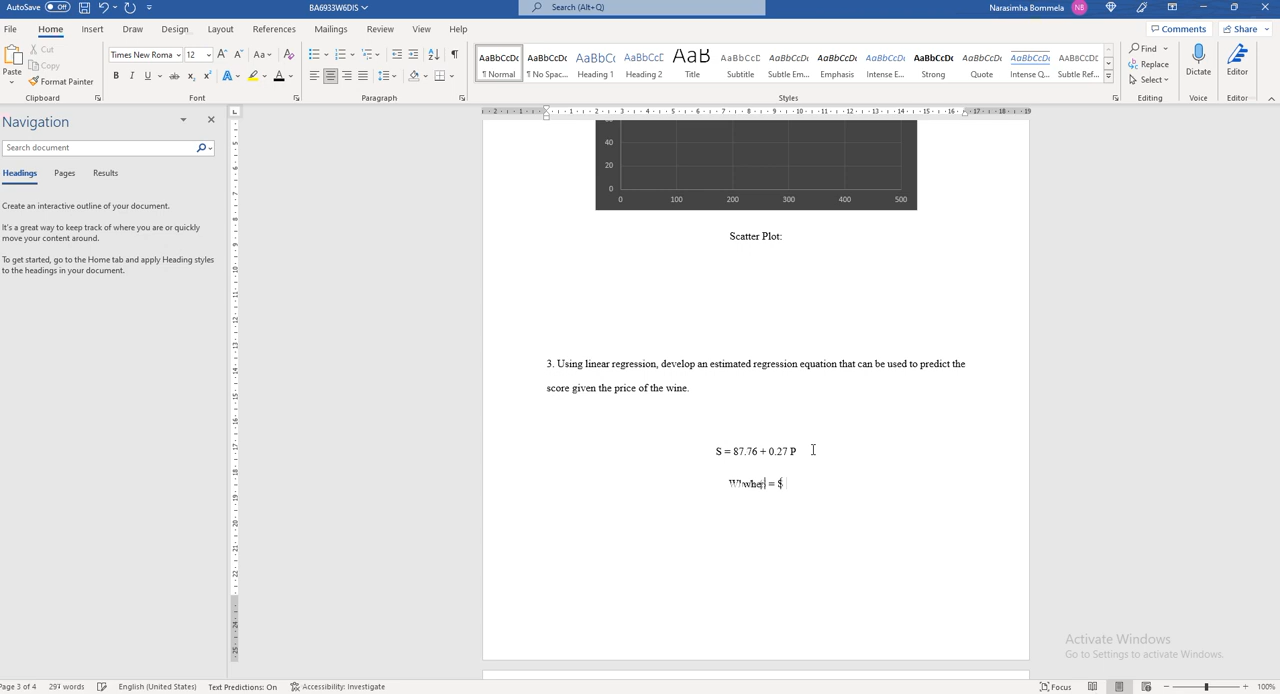 AutoSave Off BA6933W6DIS Search (Alt+Q) Narasimha Bommela NB
File Home Insert Draw Design Layout References Mailings Review View Help Comments Share
Paste Cut Copy Format Painter Clipboard
Times New Roma 12 Aa B I U ab x₂ x² A A Font
Paragraph
AaBbCcDc AaBbCcDc AaBbCc AaBbCcC AaB AaBbCcC AaBbCcDc AaBbCcDc AaBbCcDc AaBbCcDc AaBbCcDc AaBbCcDc AABBCCDC
¶ Normal ¶ No Spac... Heading 1 Heading 2 Title Subtitle Subtle Em... Emphasis Intense E... Strong Quote Intense Q... Subtle Ref...
Styles
Find Replace Select Editing
Dictate Voice
Editor Editor
Navigation
Search document
Headings Pages Results
Create an interactive outline of your document.
It's a great way to keep track of where you are or quickly
move your content around.
To get started, go to the Home tab and apply Heading styles
to the headings in your document.
40
20
0
0 100 200 300 400 500
Scatter Plot:
3. Using linear regression, develop an estimated regression equation that can be used to predict the
score given the price of the wine.
S = 87.76 + 0.27 P
= $
Activate Windows
Go to Settings to activate Windows.
Page 3 of 4 297 words English (United States) Text Predictions: On Accessibility: Investigate Focus 100%